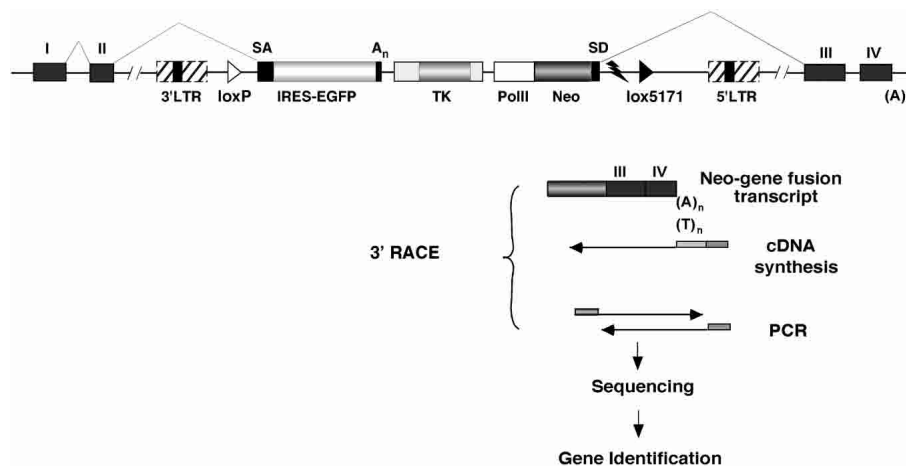 I II SA Aₙ SD III IV
3'LTR loxP IRES-EGFP TK PolII Neo lox5171 5'LTR (A)
III IV
Neo-gene fusion
transcript
(A)ₙ
(T)ₙ
3' RACE
cDNA
synthesis
PCR
Sequencing
Gene Identification